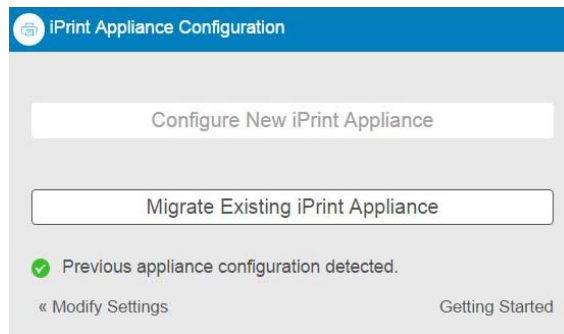 iPrint Appliance Configuration
Configure New iPrint Appliance
Migrate Existing iPrint Appliance
Previous appliance configuration detected.
« Modify Settings
Getting Started